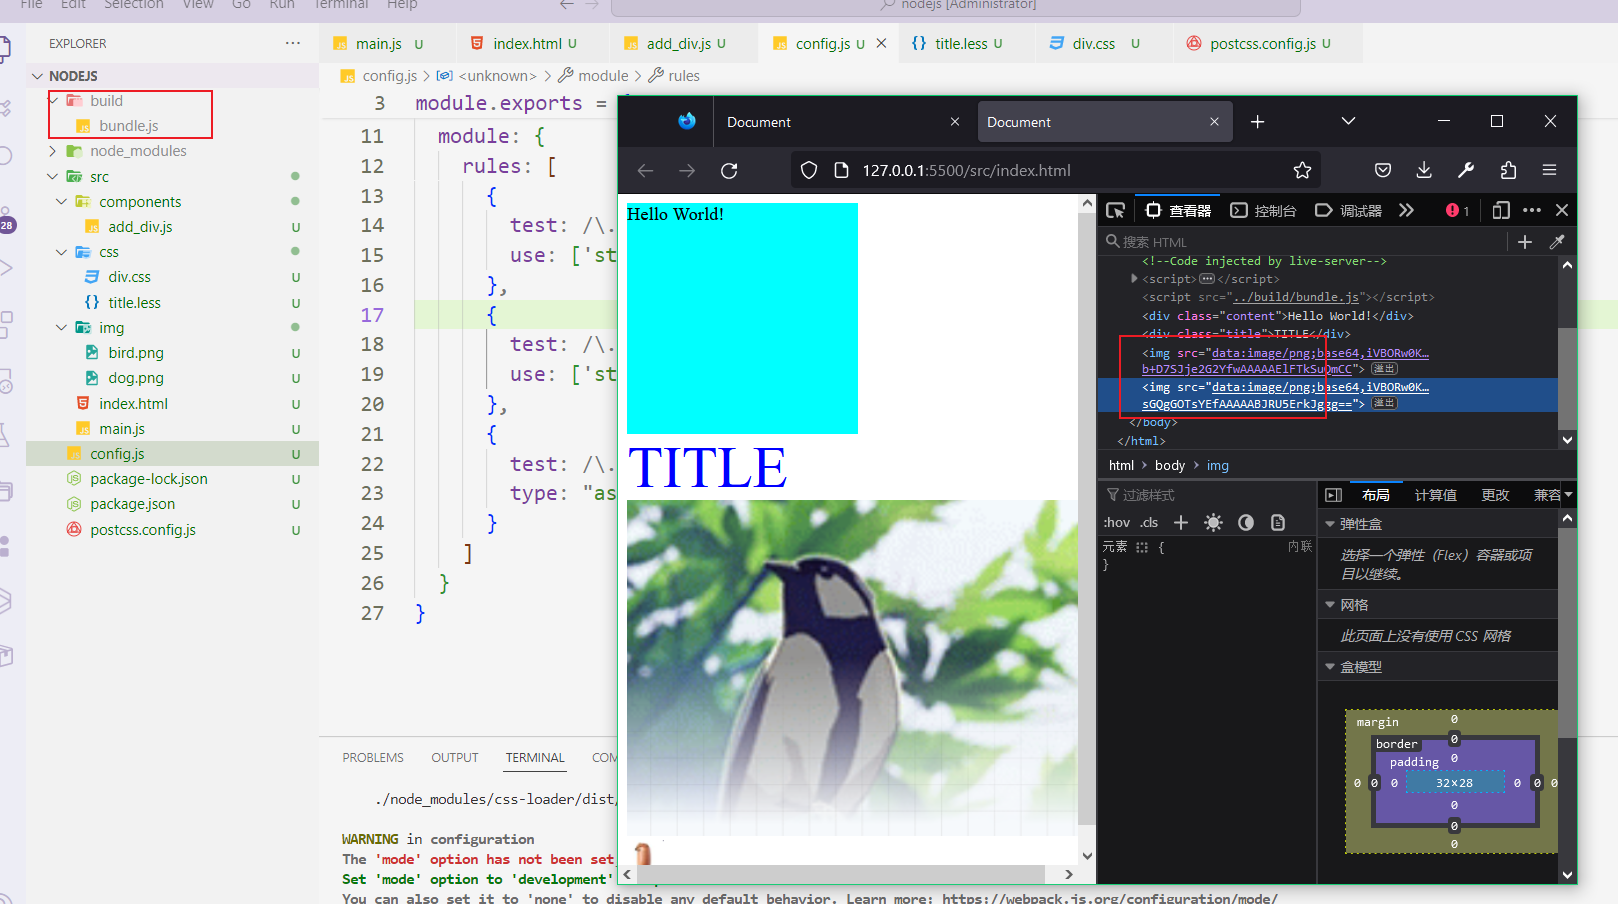 File Edit Selection View Go Run Terminal Help
nodejs [Administrator]
EXPLORER
NODEJS
build
bundle.js
node_modules
src
components
add_div.js U
css
div.css U
title.less U
img
bird.png U
dog.png U
index.html U
main.js U
config.js U
package-lock.json U
package.json U
postcss.config.js U
28
main.js U
index.html U
add_div.js U
config.js U
title.less U
div.css U
postcss.config.js U
config.js > <unknown> > module > rules
3 module.exports =
11 module: {
12 rules: [
13 {
14 test: /\.
15 use: ['st
16 },
17 {
18 test: /\.
19 use: ['st
20 },
21 {
22 test: /\.
23 type: "as
24 }
25 ]
26 }
27 }
PROBLEMS OUTPUT TERMINAL COM
./node_modules/css-loader/dist/
WARNING in configuration
The 'mode' option has not been set
Set 'mode' option to 'development'
You can also set it to 'none' to disable any default behavior. Learn more: https://webpack.js.org/configuration/mode/
Document
Document
127.0.0.1:5500/src/index.html
Hello World!
TITLE
查看器 控制台 调试器 1
搜索 HTML
<!--Code injected by live-server-->
<script></script>
<script src="../build/bundle.js"></script>
<div class="content">Hello World!</div>
<div class="title">TITLE</div>
<img src="data:image/png;base64,iVBORw0K…
b+D7SJje2G2YfwAAAAAElFTkSuQmCC"> 溢出
<img src="data:image/png;base64,iVBORw0K…
sGQgGOTsYEfAAAAABJRU5ErkJggg=="> 溢出
</body>
</html>
html > body > img
过滤样式
:hov .cls
元素 { 内联
}
布局 计算值 更改 兼容
弹性盒
选择一个弹性（Flex）容器或项
目以继续。
网格
此页面上没有使用 CSS 网格
盒模型
margin 0
border 0
padding 0
0 0 0 32×28 0 0 0
0
0
0